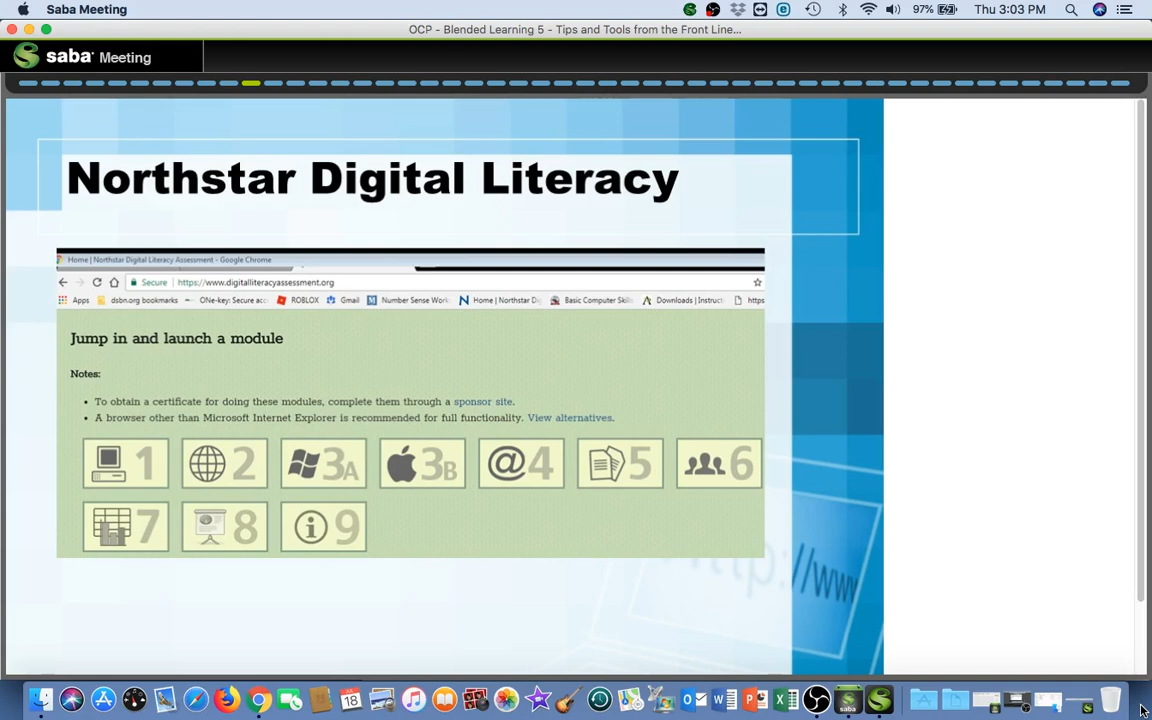 Saba Meeting
97%
Thu 3:03 PM
OCP - Blended Learning 5 - Tips and Tools from the Front Line...
saba Meeting
Northstar Digital Literacy
Home | Northstar Digital Literacy Assessment - Google Chrome
Secure https://www.digitalliteracyassessment.org
Apps dsbn.org bookmarks ONe-key: Secure acc ROBLOX Gmail Number Sense Work Home | Northstar Dig Basic Computer Skills Downloads | Instruct https
Jump in and launch a module
Notes:
• To obtain a certificate for doing these modules, complete them through a sponsor site.
• A browser other than Microsoft Internet Explorer is recommended for full functionality. View alternatives.
1 2 3A 3B @4 5 6
7 8 i 9
http://www
JAN 18
saba